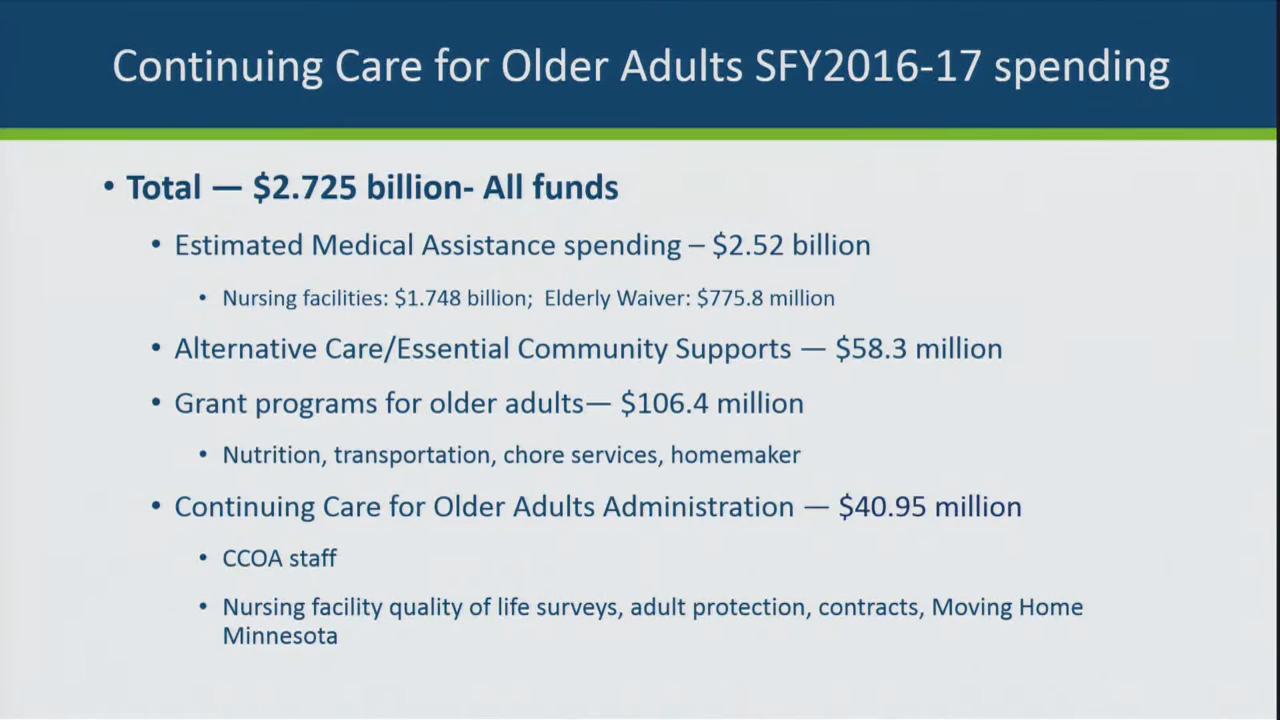 Continuing Care for Older Adults SFY2016-17 spending
• Total — $2.725 billion- All funds
• Estimated Medical Assistance spending – $2.52 billion
• Nursing facilities: $1.748 billion; Elderly Waiver: $775.8 million
• Alternative Care/Essential Community Supports — $58.3 million
• Grant programs for older adults— $106.4 million
• Nutrition, transportation, chore services, homemaker
• Continuing Care for Older Adults Administration — $40.95 million
• CCOA staff
• Nursing facility quality of life surveys, adult protection, contracts, Moving Home
Minnesota